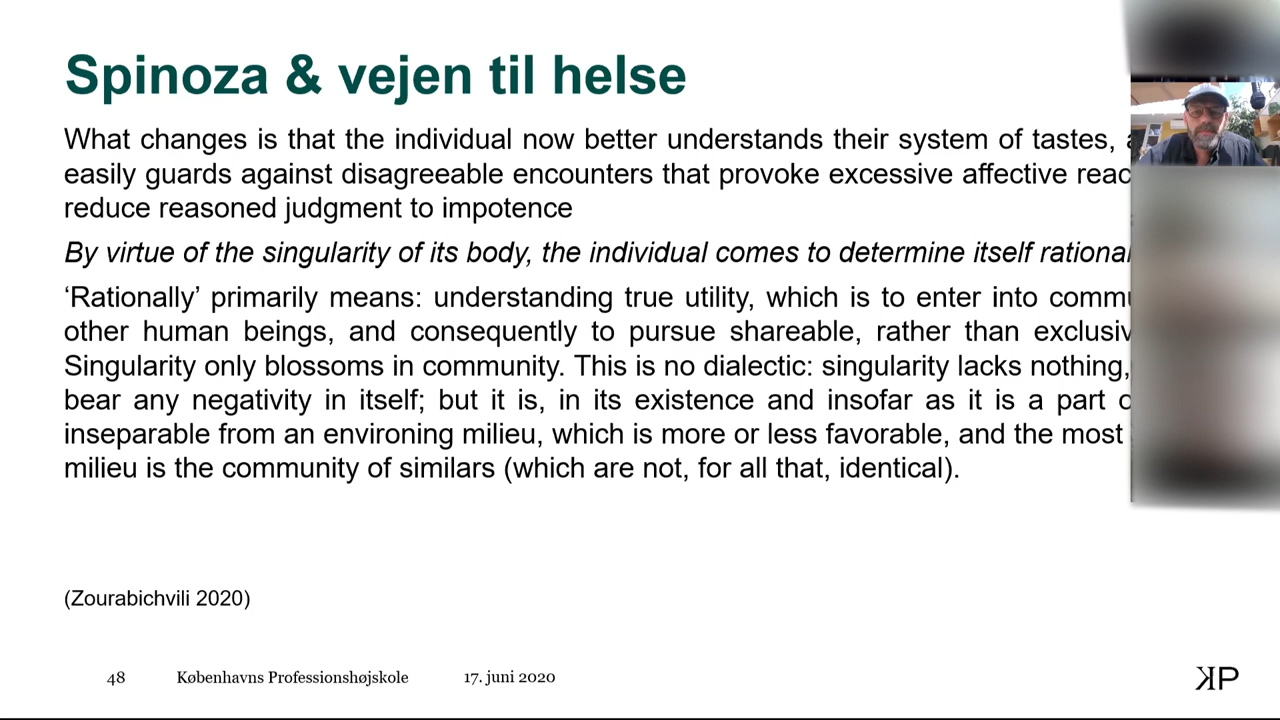 Spinoza & vejen til helse
What changes is that the individual now better understands their system of tastes,
easily guards against disagreeable encounters that provoke excessive affective
reduce reasoned judgment to impotence
By virtue of the singularity of its body, the individual comes to determine itself
‘Rationally’ primarily means: understanding true utility, which is to enter into
other human beings, and consequently to pursue shareable, rather than
Singularity only blossoms in community. This is no dialectic: singularity lacks nothing,
bear any negativity in itself; but it is, in its existence and insofar as it is a part
inseparable from an environing milieu, which is more or less favorable, and the most
milieu is the community of similars (which are not, for all that, identical).
(Zourabichvili 2020)
48 Københavns Professionshøjskole 17. juni 2020
KP